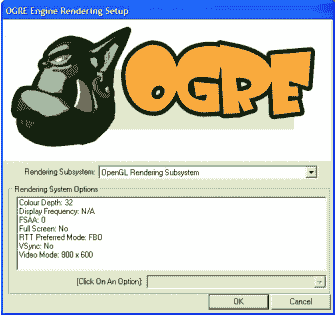 OGRE Engine Rendering Setup
OGRE
Rendering Subsystem: OpenGL Rendering Subsystem
Rendering System Options
Colour Depth: 32
Display Frequency: N/A
FSAA: 0
Full Screen: No
RTT Preferred Mode: FBO
VSync: No
Video Mode: 800 x 600
[Click On An Option]:
OK Cancel